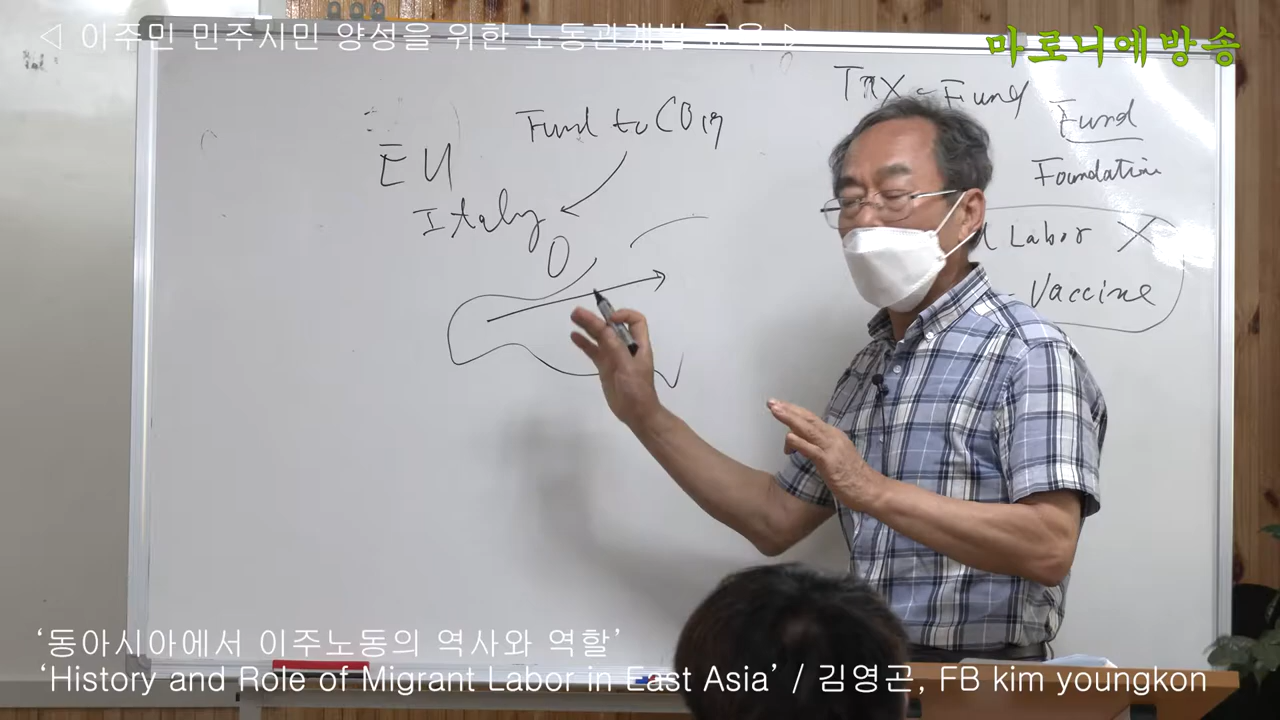 ◁ 이주민 민주시민 양성을 위한 노동관계법 교육 ▷
마로니에방송
Fund to CO19
EU
Italy
TAX - Fund
Fund
Foundation
Labor X
Vaccine
‘동아시아에서 이주노동의 역사와 역할’
‘History and Role of Migrant Labor in East Asia’ / 김영곤, FB kim youngkon